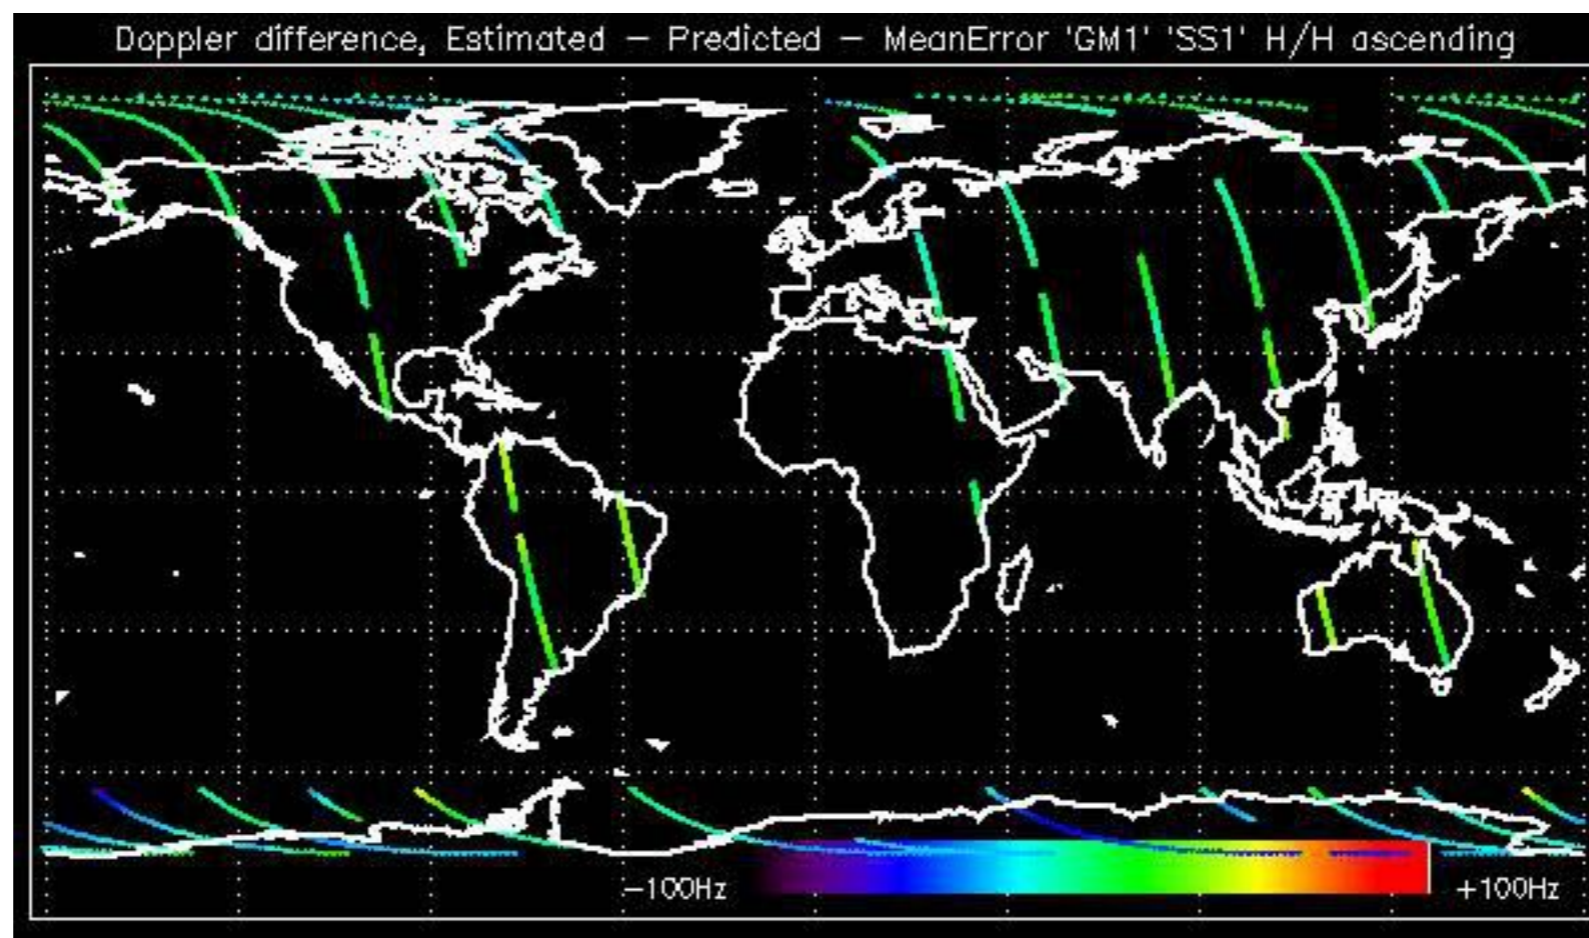 Doppler difference, Estimated – Predicted – MeanError 'GM1' 'SS1' H/H ascending
−100Hz +100Hz